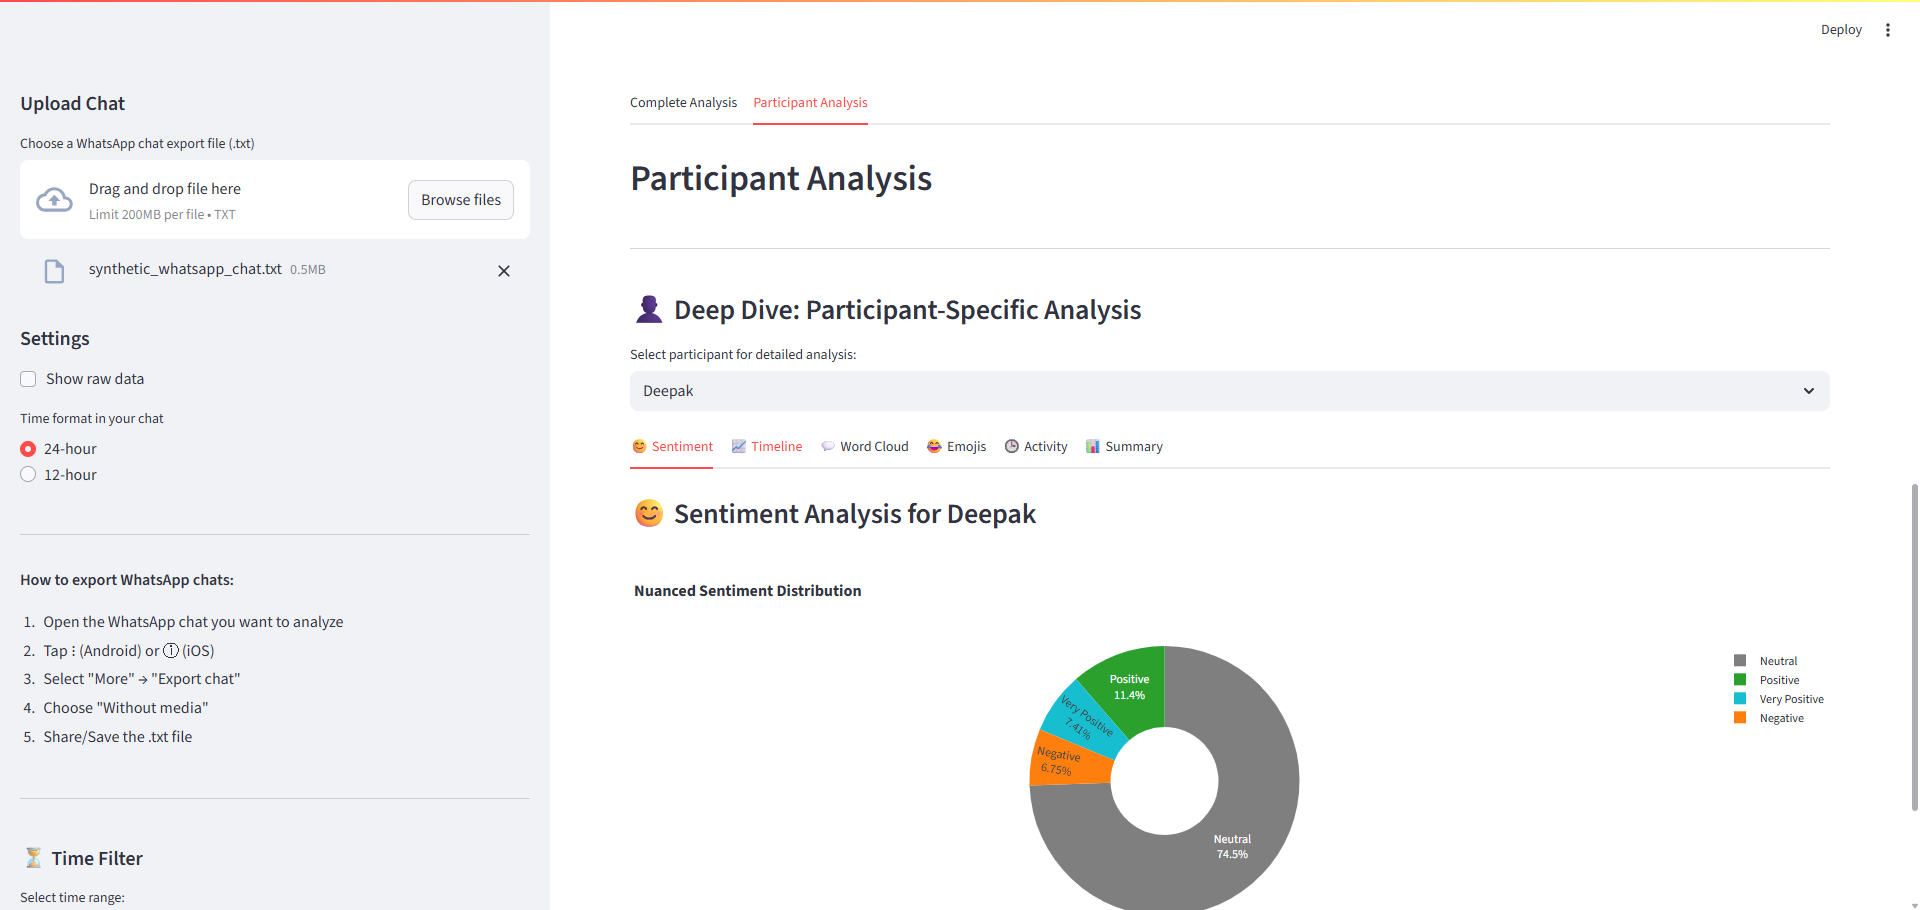 Deploy
Upload Chat
Choose a WhatsApp chat export file (.txt)
Drag and drop file here
Limit 200MB per file • TXT
Browse files
synthetic_whatsapp_chat.txt 0.5MB
Settings
Show raw data
Time format in your chat
24-hour
12-hour
How to export WhatsApp chats:
1. Open the WhatsApp chat you want to analyze
2. Tap ⋮ (Android) or ⓘ (iOS)
3. Select "More" → "Export chat"
4. Choose "Without media"
5. Share/Save the .txt file
⏳ Time Filter
Select time range:
Complete Analysis Participant Analysis
Participant Analysis
👤 Deep Dive: Participant-Specific Analysis
Select participant for detailed analysis:
Deepak
😊 Sentiment 📈 Timeline 💬 Word Cloud 😂 Emojis 🕒 Activity 📊 Summary
😊 Sentiment Analysis for Deepak
Nuanced Sentiment Distribution
Positive
11.4%
Very Positive
7.41%
Negative
6.75%
Neutral
74.5%
Neutral
Positive
Very Positive
Negative